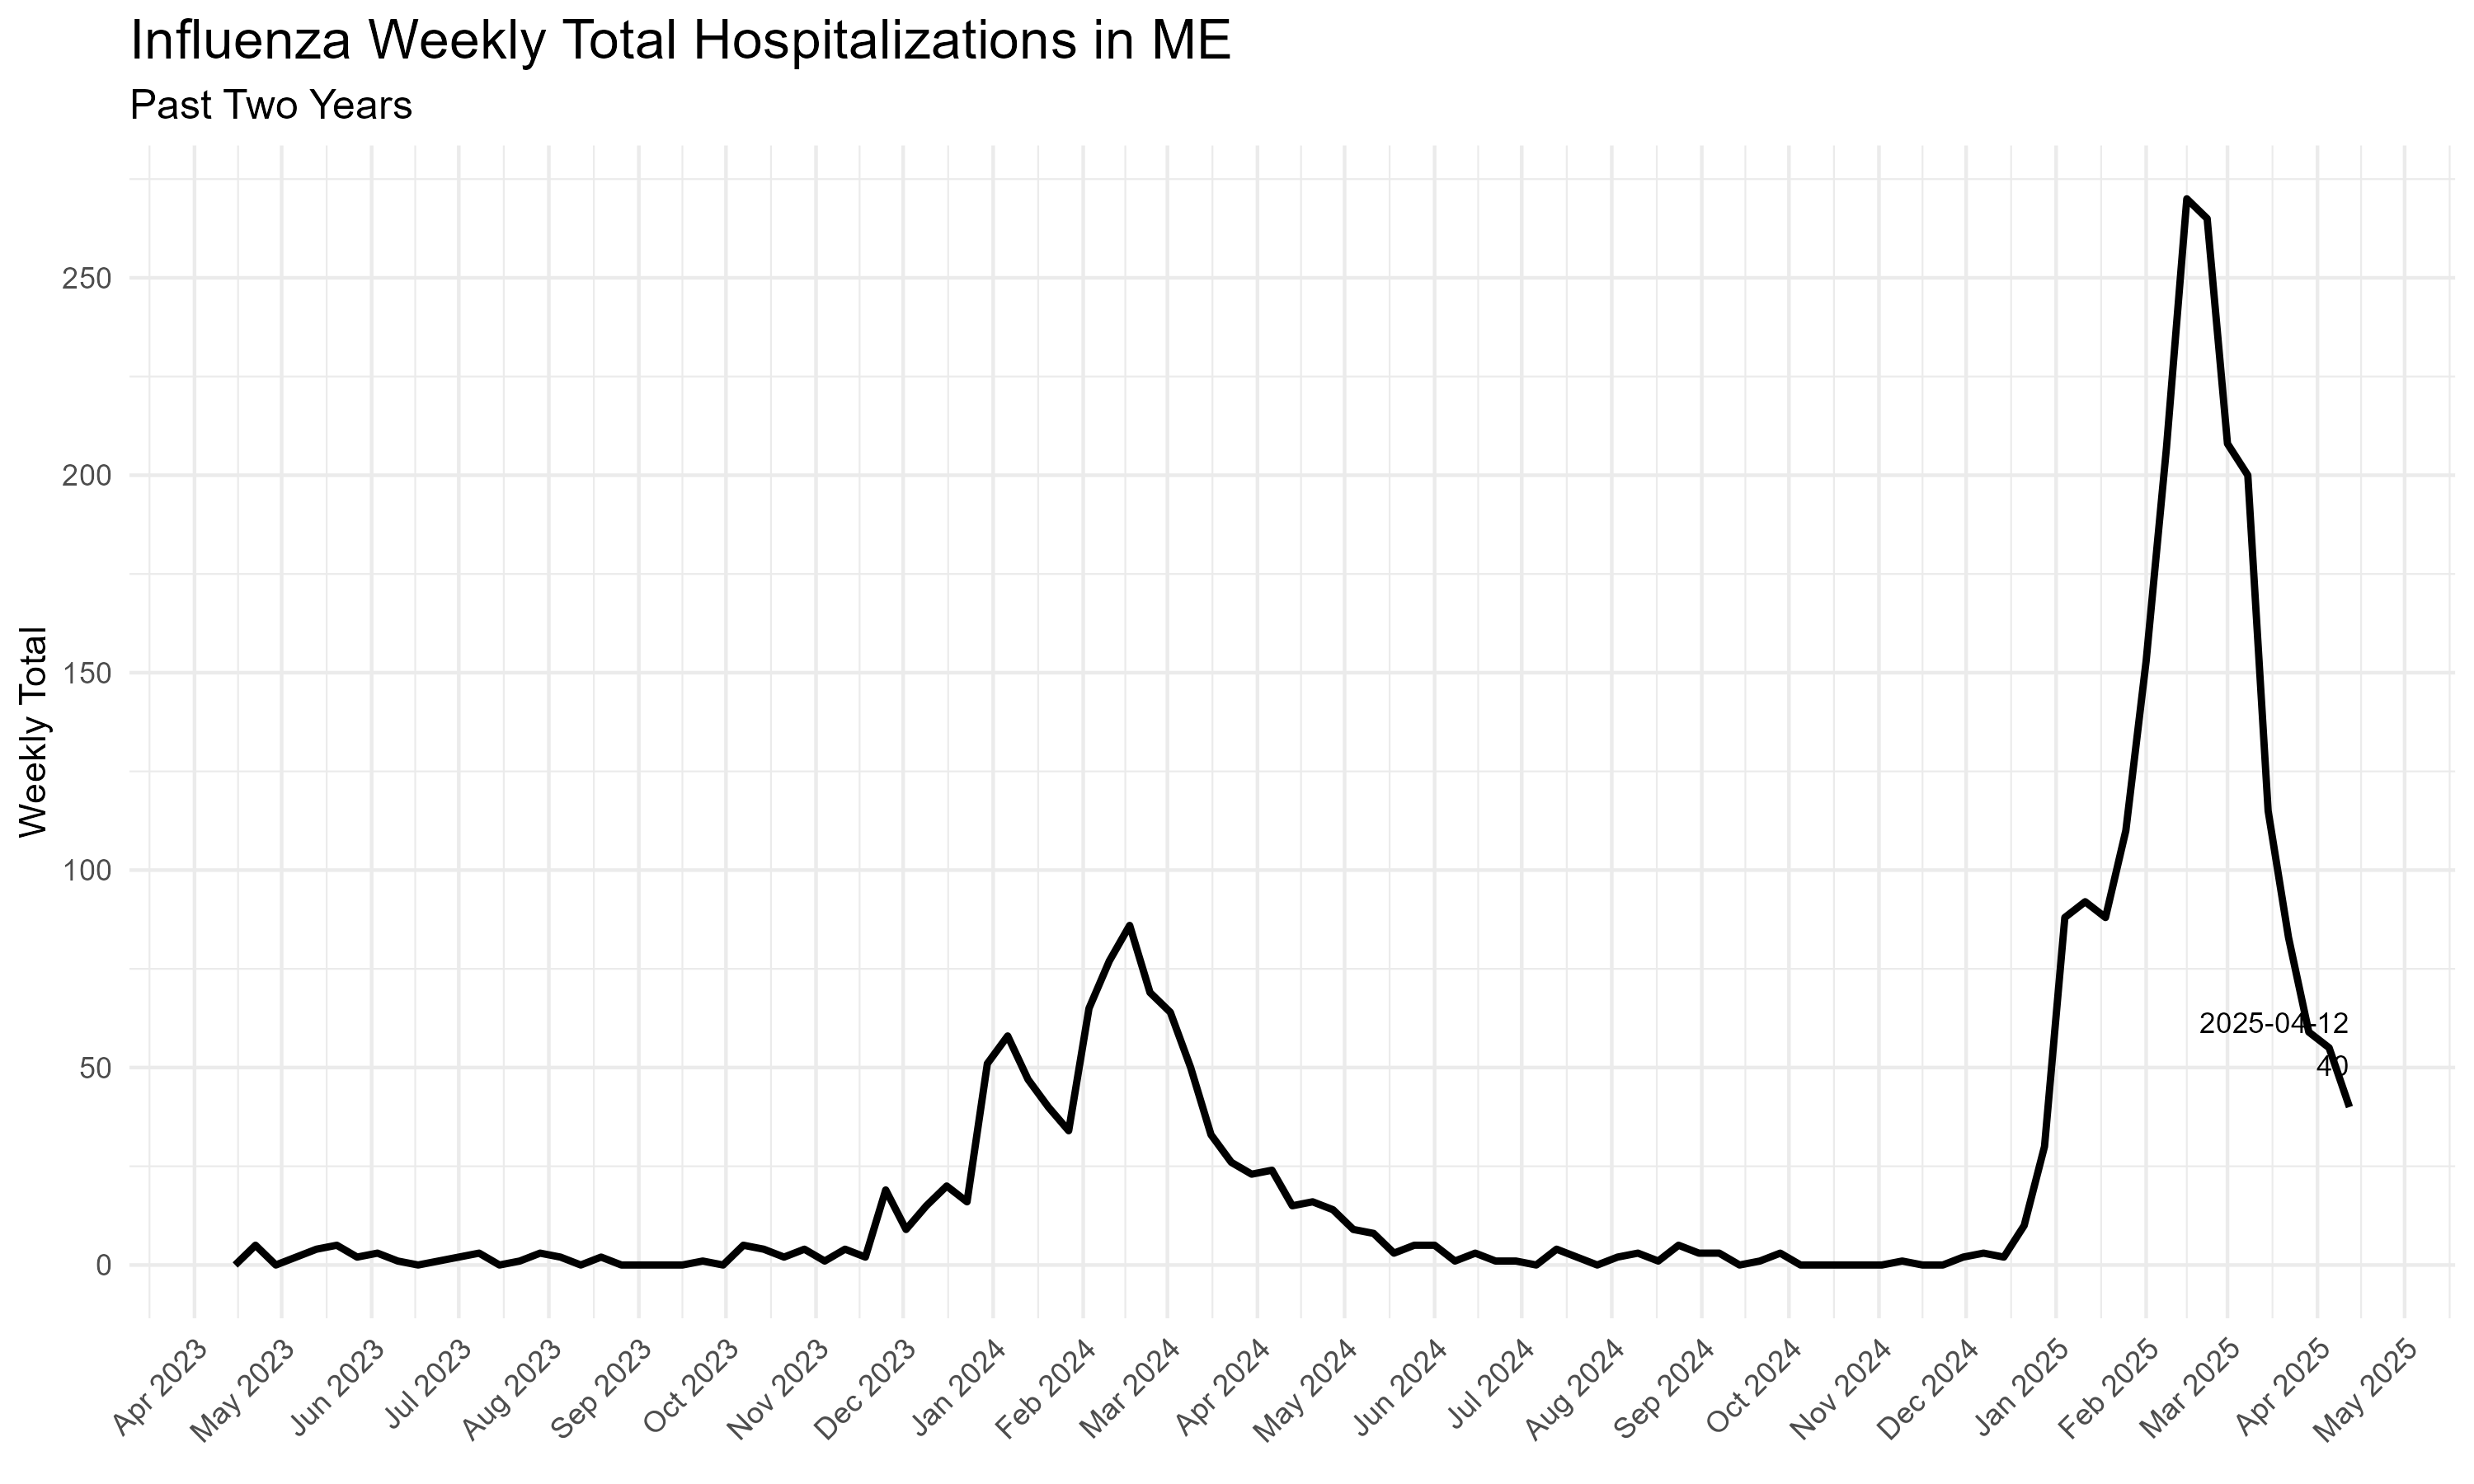 Influenza Weekly Total Hospitalizations in ME
Past Two Years
Weekly Total
250
200
150
100
50
0
2025-04-12
40
Apr 2023
May 2023
Jun 2023
Jul 2023
Aug 2023
Sep 2023
Oct 2023
Nov 2023
Dec 2023
Jan 2024
Feb 2024
Mar 2024
Apr 2024
May 2024
Jun 2024
Jul 2024
Aug 2024
Sep 2024
Oct 2024
Nov 2024
Dec 2024
Jan 2025
Feb 2025
Mar 2025
Apr 2025
May 2025